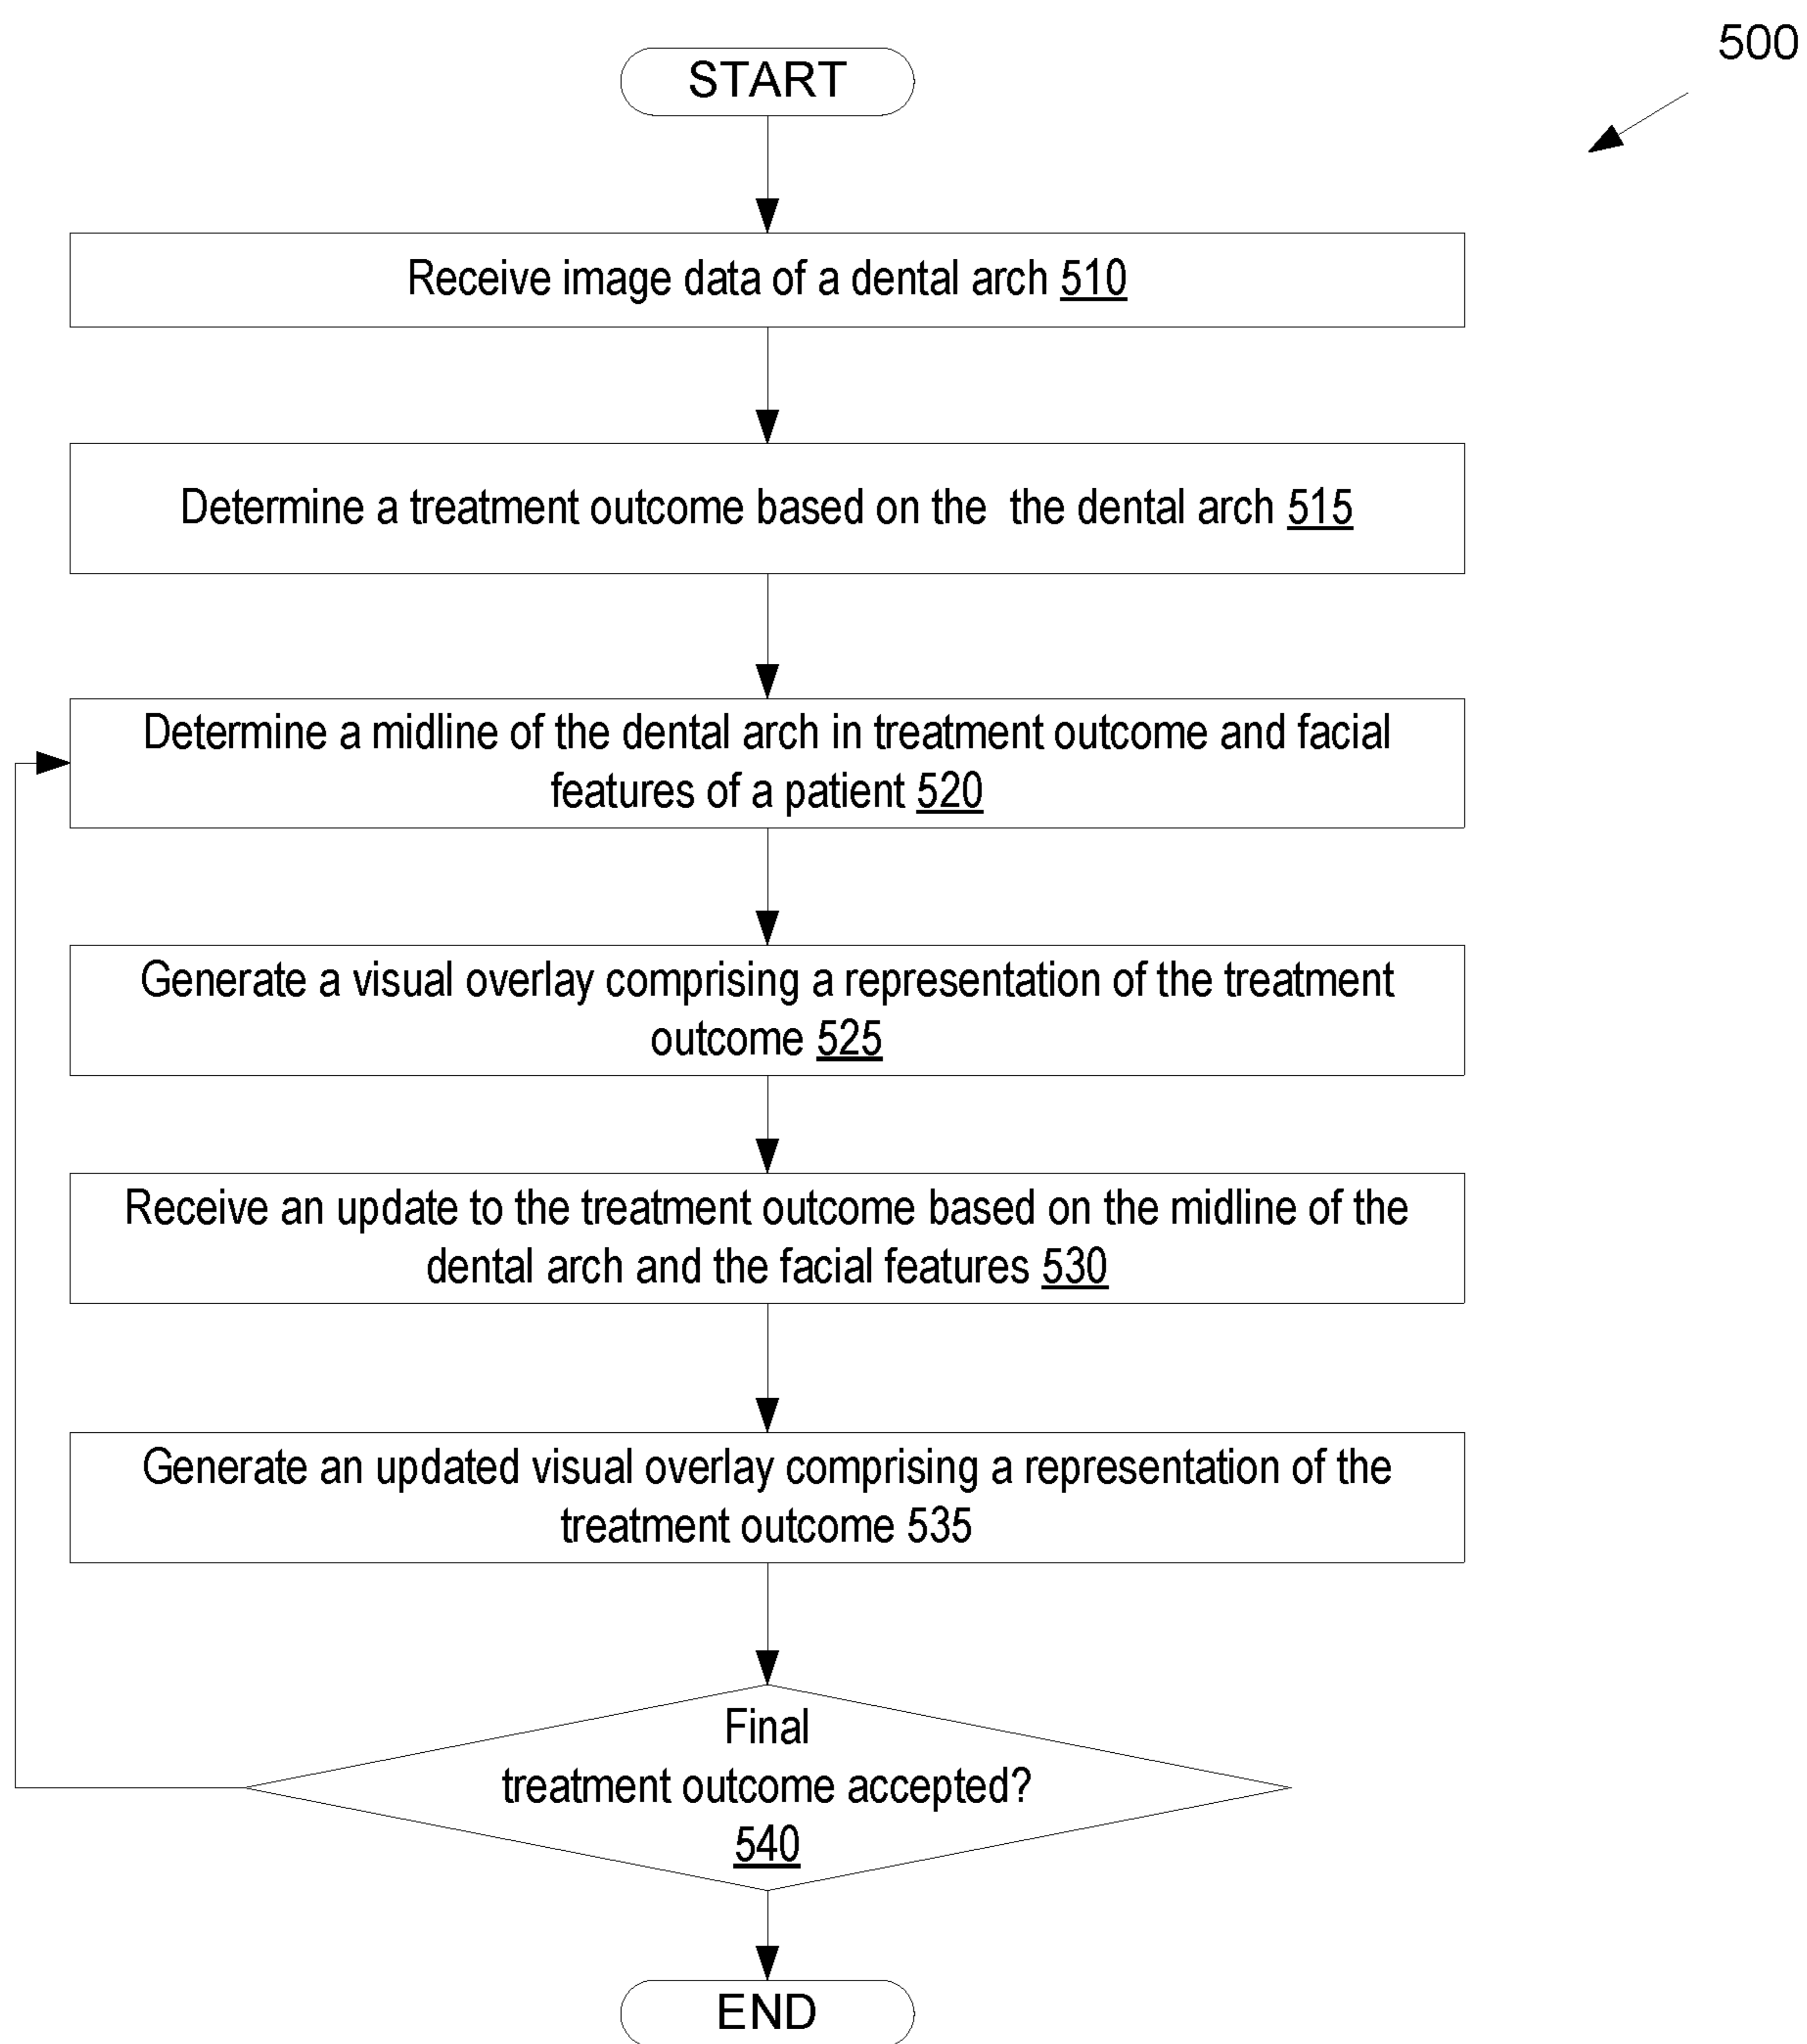 500
START
Receive image data of a dental arch 510
Determine a treatment outcome based on the  the dental arch 515
Determine a midline of the dental arch in treatment outcome and facial
features of a patient 520
Generate a visual overlay comprising a representation of the treatment
outcome 525
Receive an update to the treatment outcome based on the midline of the
dental arch and the facial features 530
Generate an updated visual overlay comprising a representation of the
treatment outcome 535
Final
treatment outcome accepted?
540
END